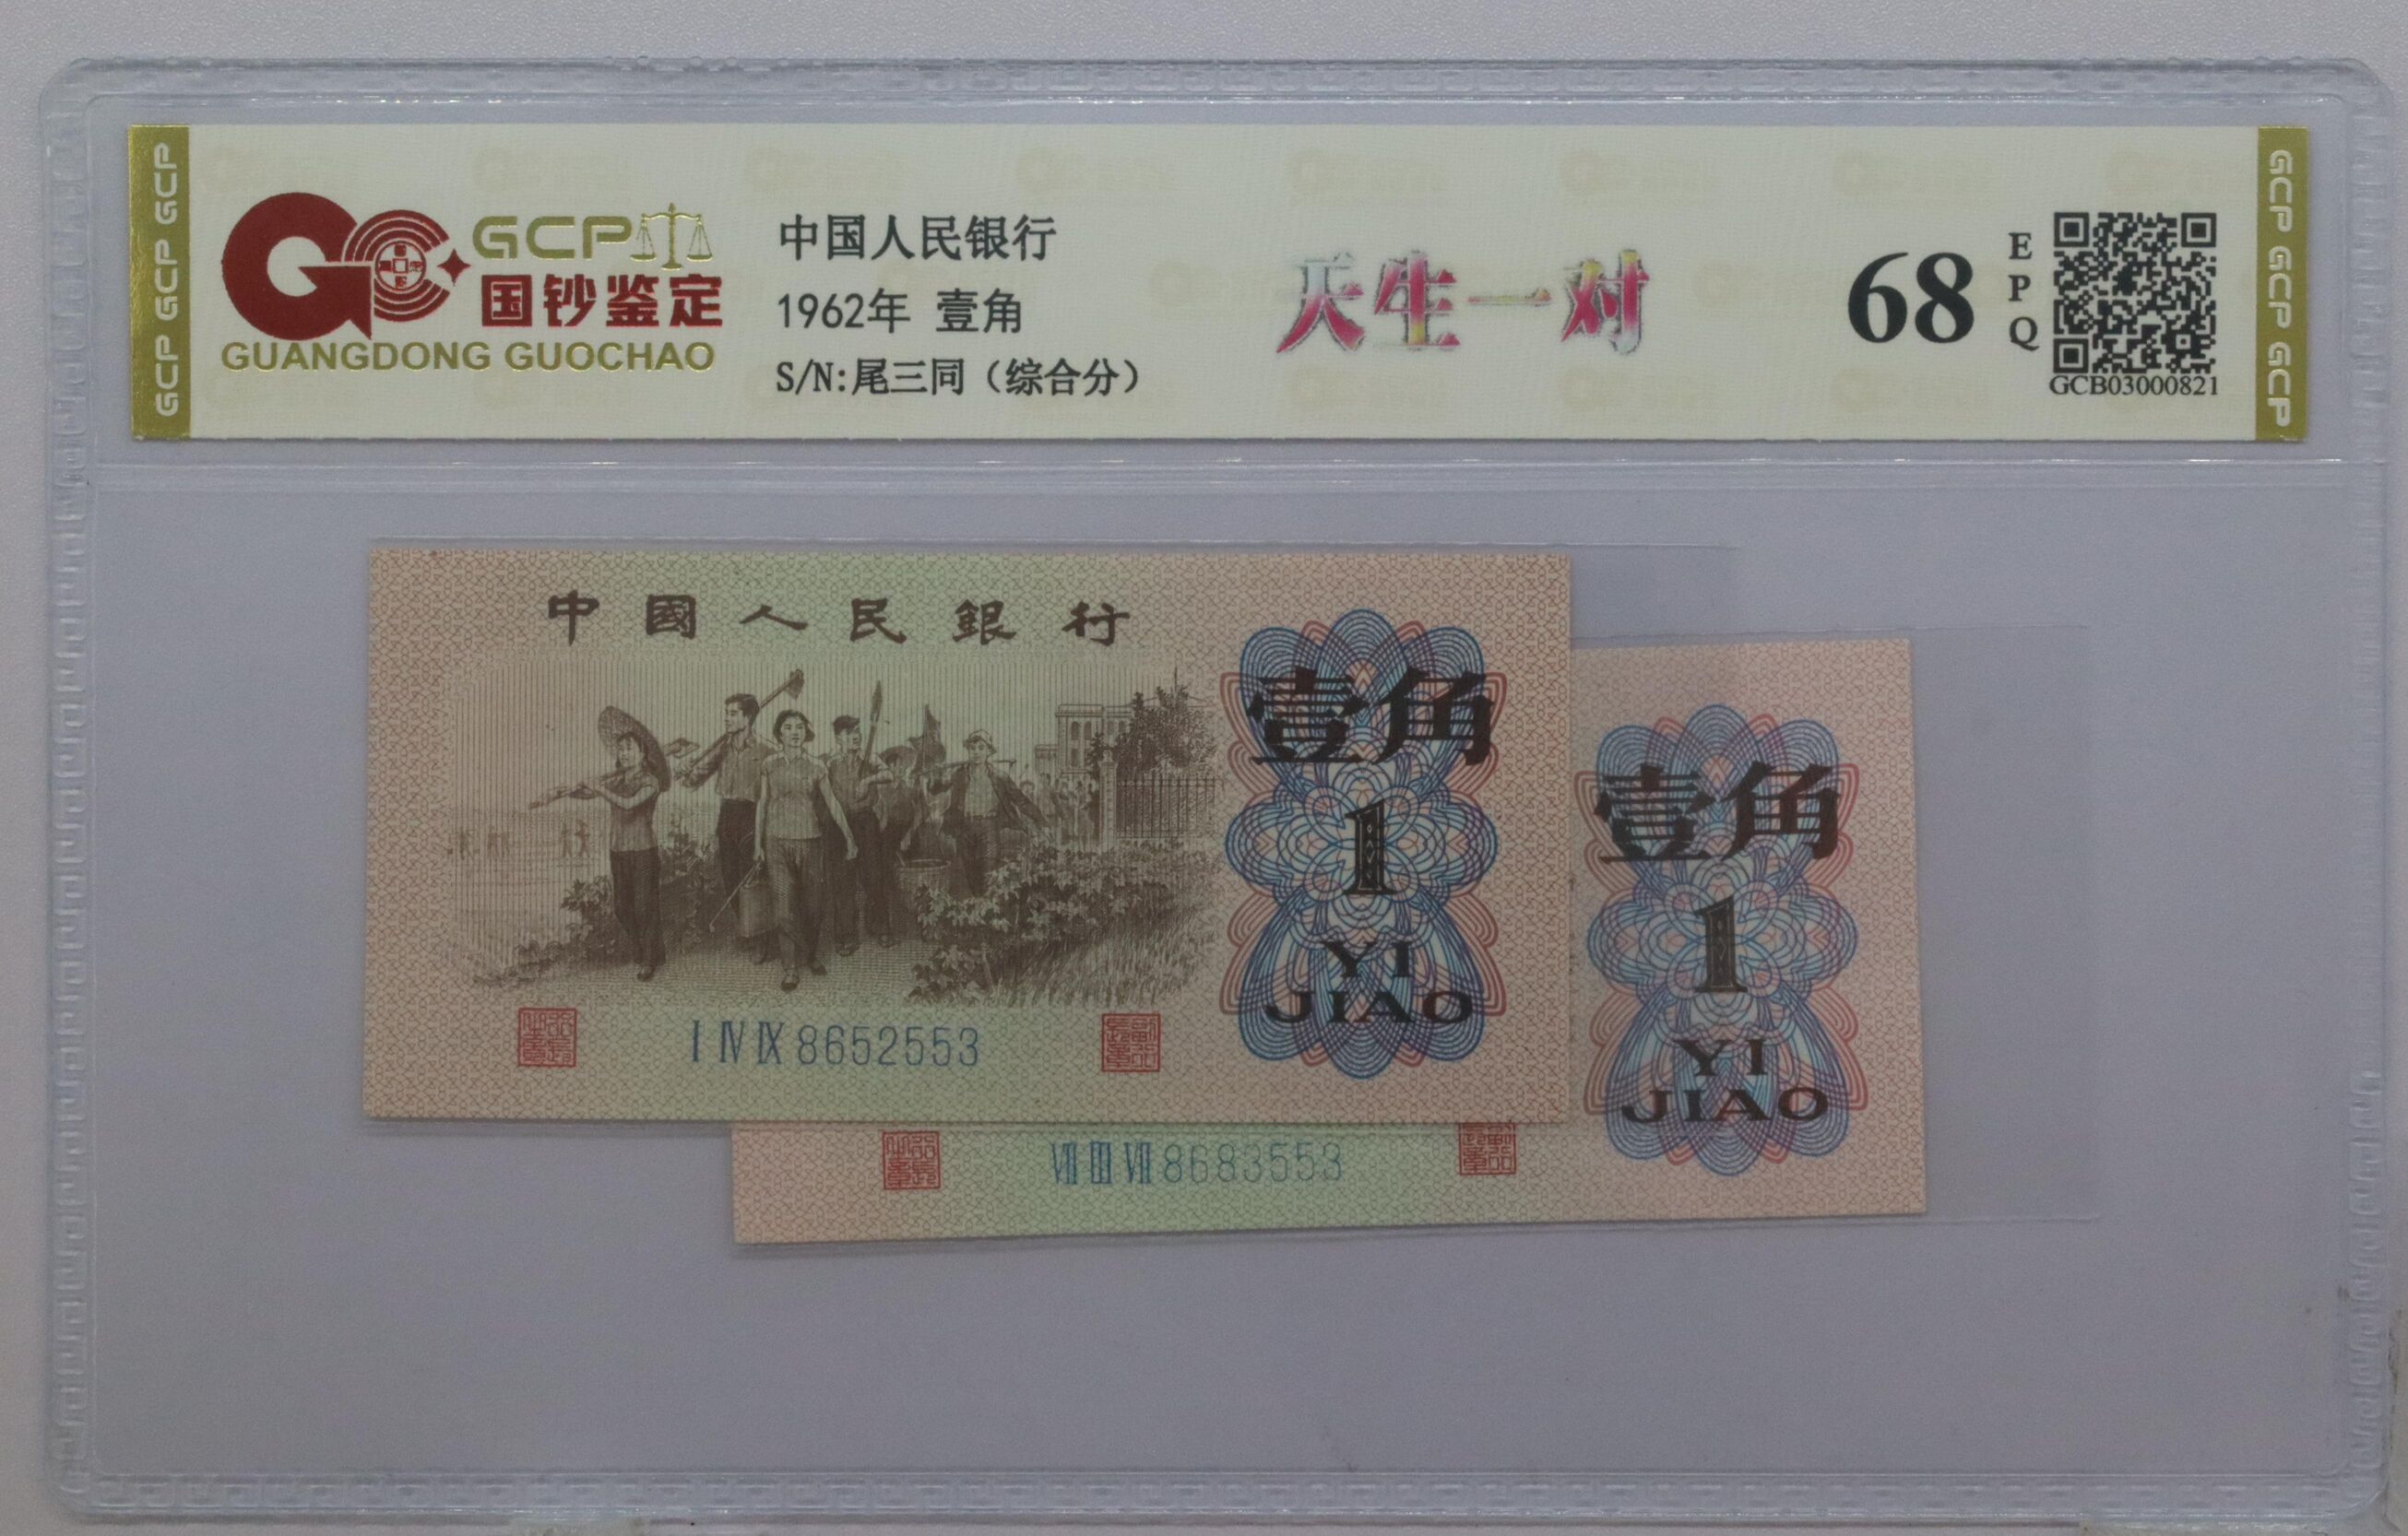 GCP GCP GCP
GCP
国钞鉴定
GUANGDONG GUOCHAO
中国人民银行
1962年 壹角
S/N:尾三同（综合分）
天生一对
68
EPQ
GCB03000821
GCP GCP GCP
中國人民銀行
壹角
1
YI
JIAO
I IV IX 8652553
壹角
1
YI
JIAO
VII III VII 8683553